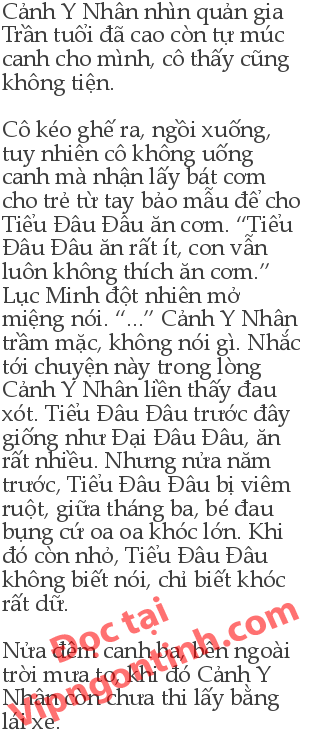 Cảnh Y Nhân nhìn quản gia
Trần tuổi đã cao còn tự múc
canh cho mình, cô thấy cũng
không tiện.

Cô kéo ghế ra, ngồi xuống,
tuy nhiên cô không uống
canh mà nhận lấy bát cơm
cho trẻ từ tay bảo mẫu để cho
Tiểu Đâu Đâu ăn cơm. “Tiểu
Đâu Đâu ăn rất ít, con vẫn
luôn không thích ăn cơm.”
Lục Minh đột nhiên mở
miệng nói. “...” Cảnh Y Nhân
trầm mặc, không nói gì. Nhắc
tới chuyện này trong lòng
Cảnh Y Nhân liền thấy đau
xót. Tiểu Đâu Đâu trước đây
giống như Đại Đâu Đâu, ăn
rất nhiều. Nhưng nửa năm
trước, Tiểu Đâu Đâu bị viêm
ruột, giữa tháng ba, bé đau
bụng cứ oa oa khóc lớn. Khi
đó còn nhỏ, Tiểu Đâu Đâu
không biết nói, chỉ biết khóc
rất dữ.

Nửa đêm canh ba, bên ngoài
trời mưa to, khi đó Cảnh Y
Nhân còn chưa thi lấy bằng
lái xe.
Đọc tại
Vipngontinh.com